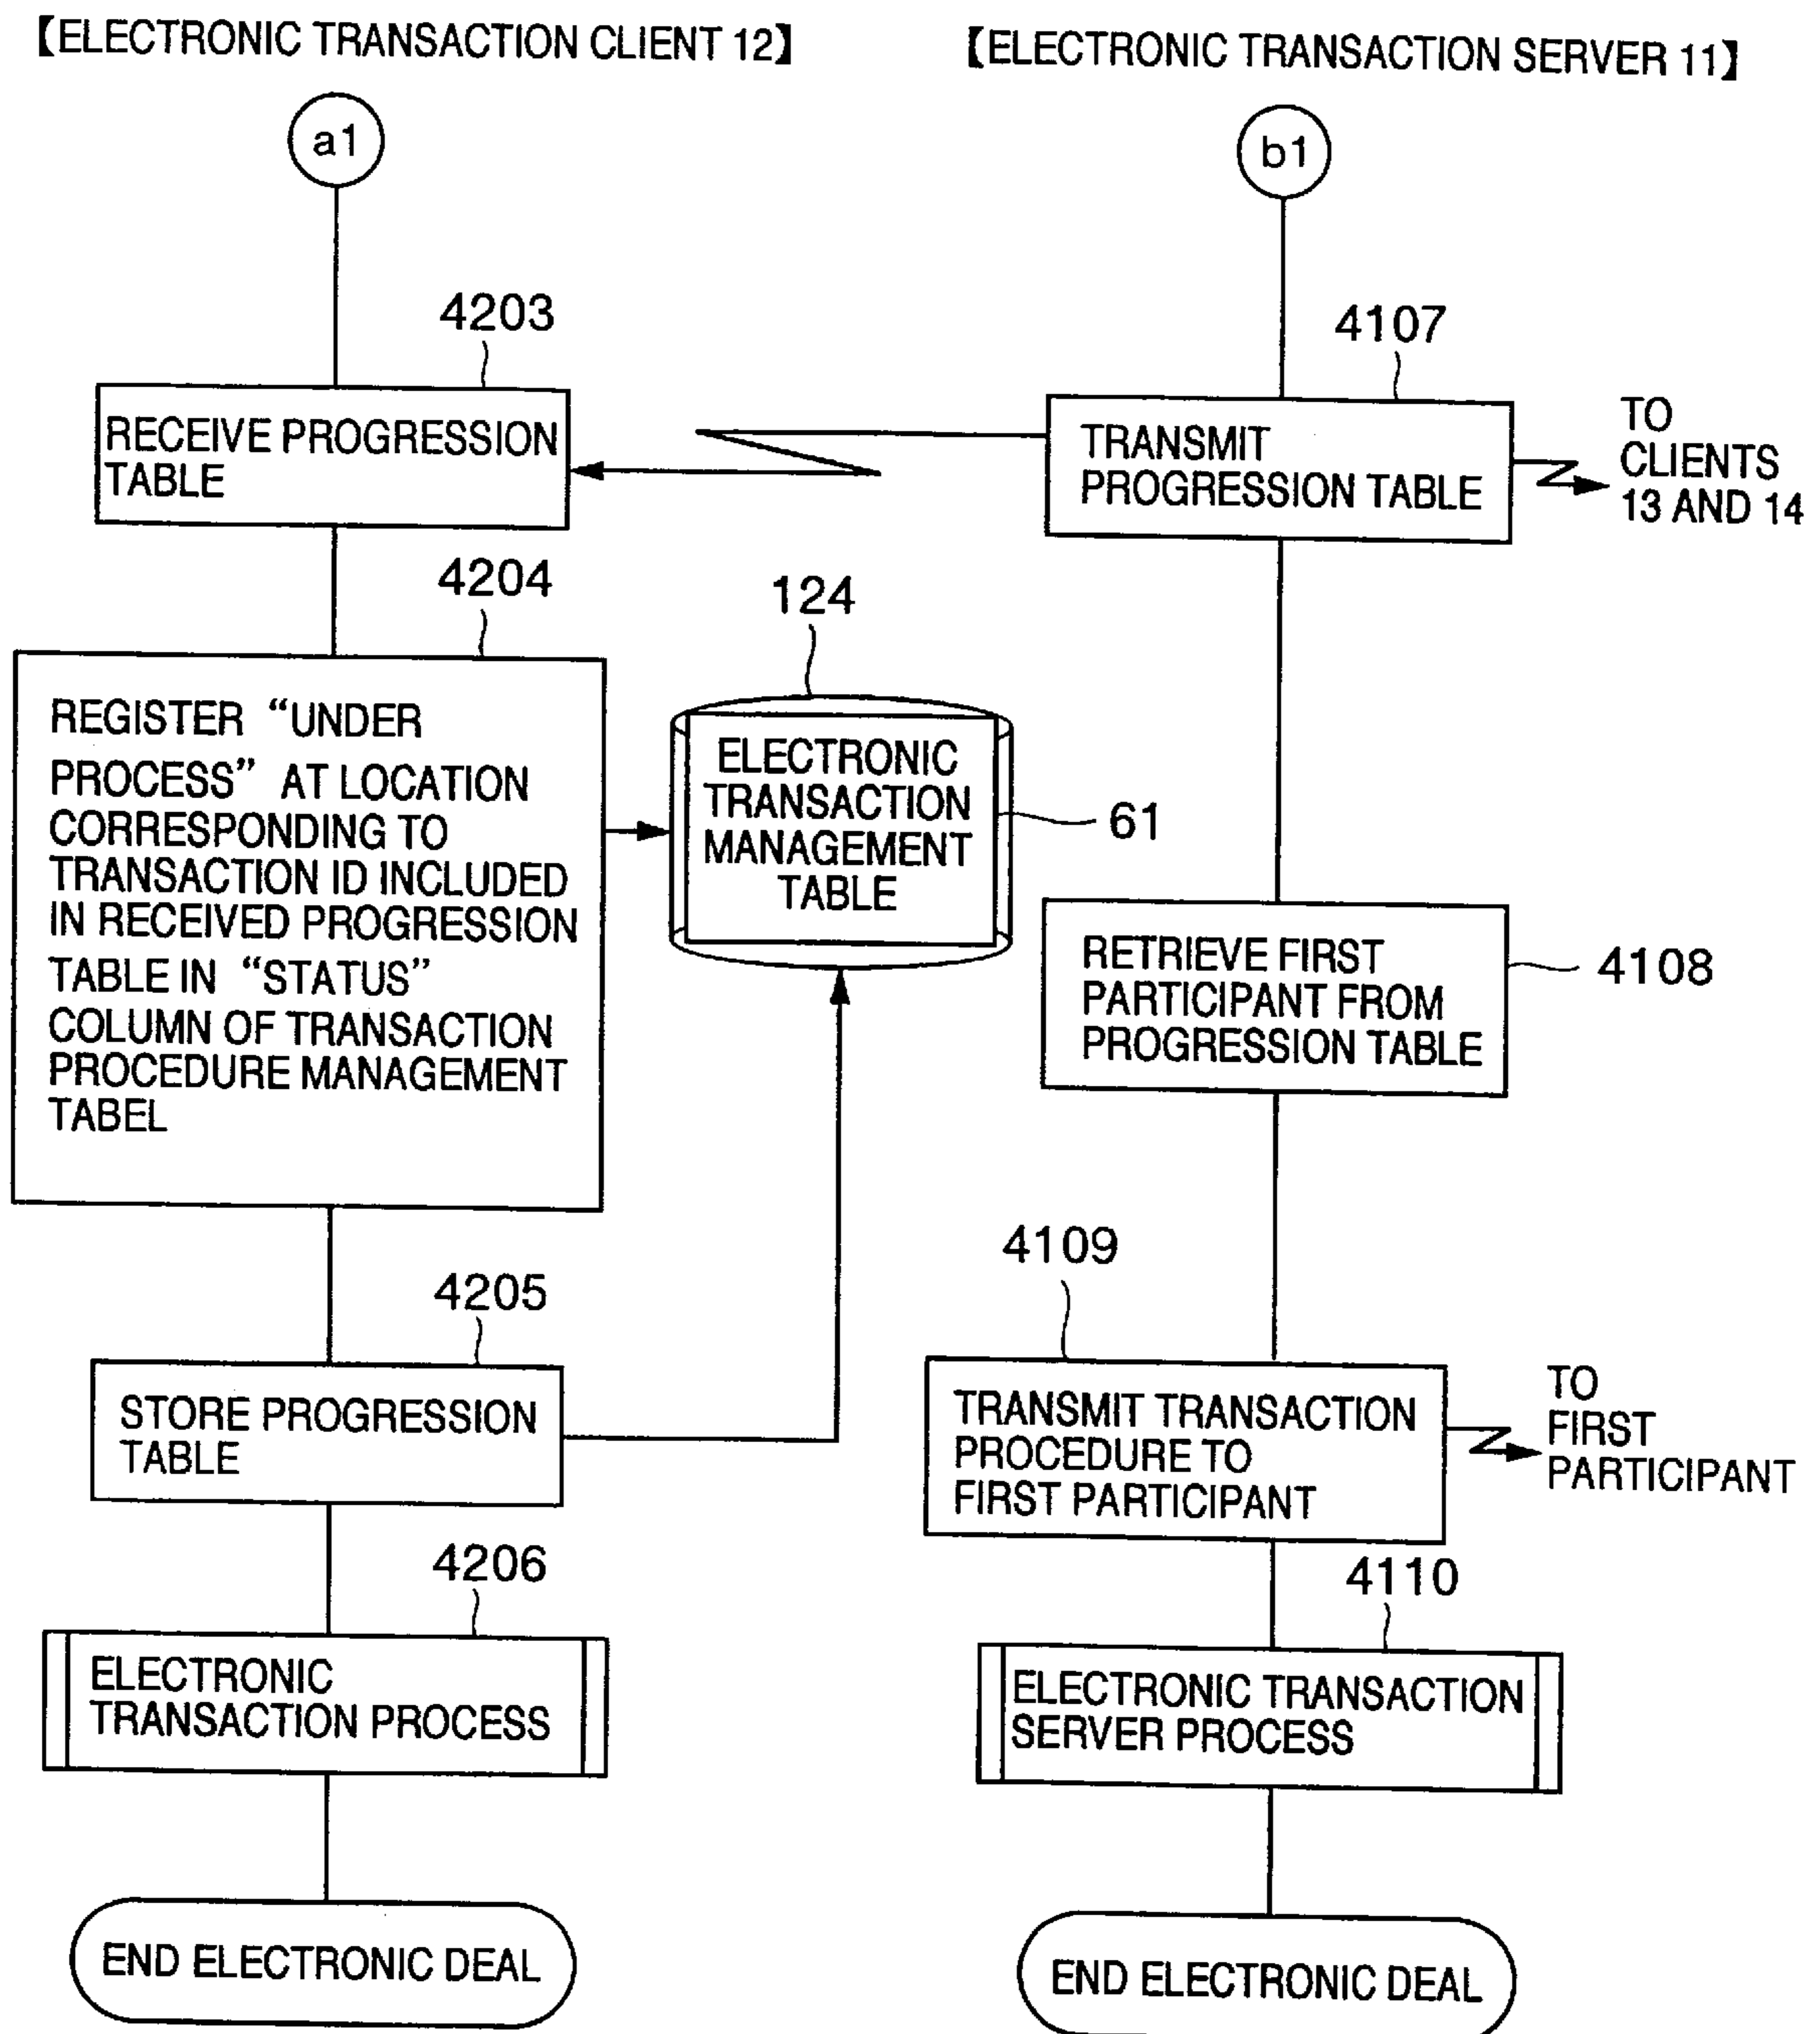 【ELECTRONIC TRANSACTION CLIENT 12】
【ELECTRONIC TRANSACTION SERVER 11】
a1
b1
4203
4107
RECEIVE PROGRESSION
TABLE
TRANSMIT
PROGRESSION TABLE
TO
CLIENTS
13 AND 14
4204
124
REGISTER “UNDER
PROCESS” AT LOCATION
CORRESPONDING TO
TRANSACTION ID INCLUDED
IN RECEIVED PROGRESSION
TABLE IN “STATUS”
COLUMN OF TRANSACTION
PROCEDURE MANAGEMENT
TABEL
ELECTRONIC
TRANSACTION
MANAGEMENT
TABLE
61
RETRIEVE FIRST
PARTICIPANT FROM
PROGRESSION TABLE
4108
4205
4109
STORE PROGRESSION
TABLE
TRANSMIT TRANSACTION
PROCEDURE TO
FIRST PARTICIPANT
TO
FIRST
PARTICIPANT
4206
4110
ELECTRONIC
TRANSACTION PROCESS
ELECTRONIC TRANSACTION
SERVER PROCESS
END ELECTRONIC DEAL
END ELECTRONIC DEAL